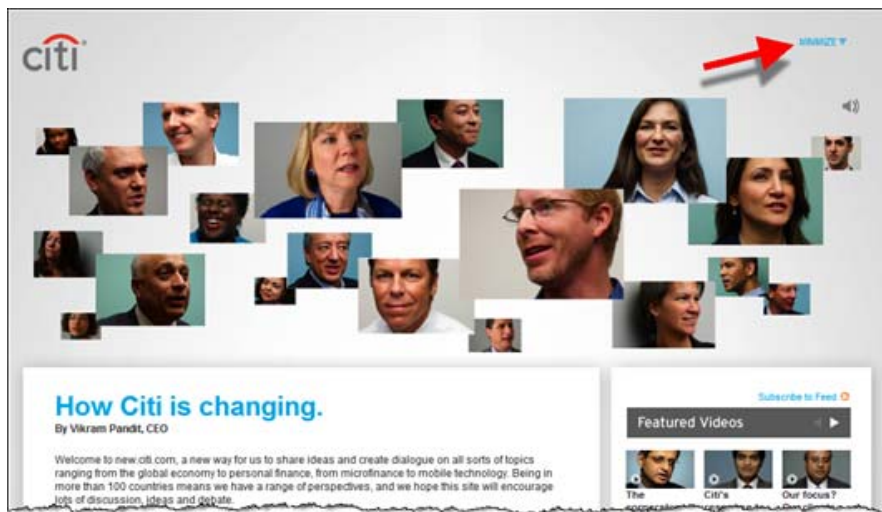 citi
MINIMIZE
How Citi is changing.
By Vikram Pandit, CEO
Welcome to new.citi.com, a new way for us to share ideas and create dialogue on all sorts of topics
ranging from the global economy to personal finance, from microfinance to mobile technology. Being in
more than 100 countries means we have a range of perspectives, and we hope this site will encourage
lots of discussion, ideas and debate.
Subscribe to Feed
Featured Videos
The
Citi's
Our focus?